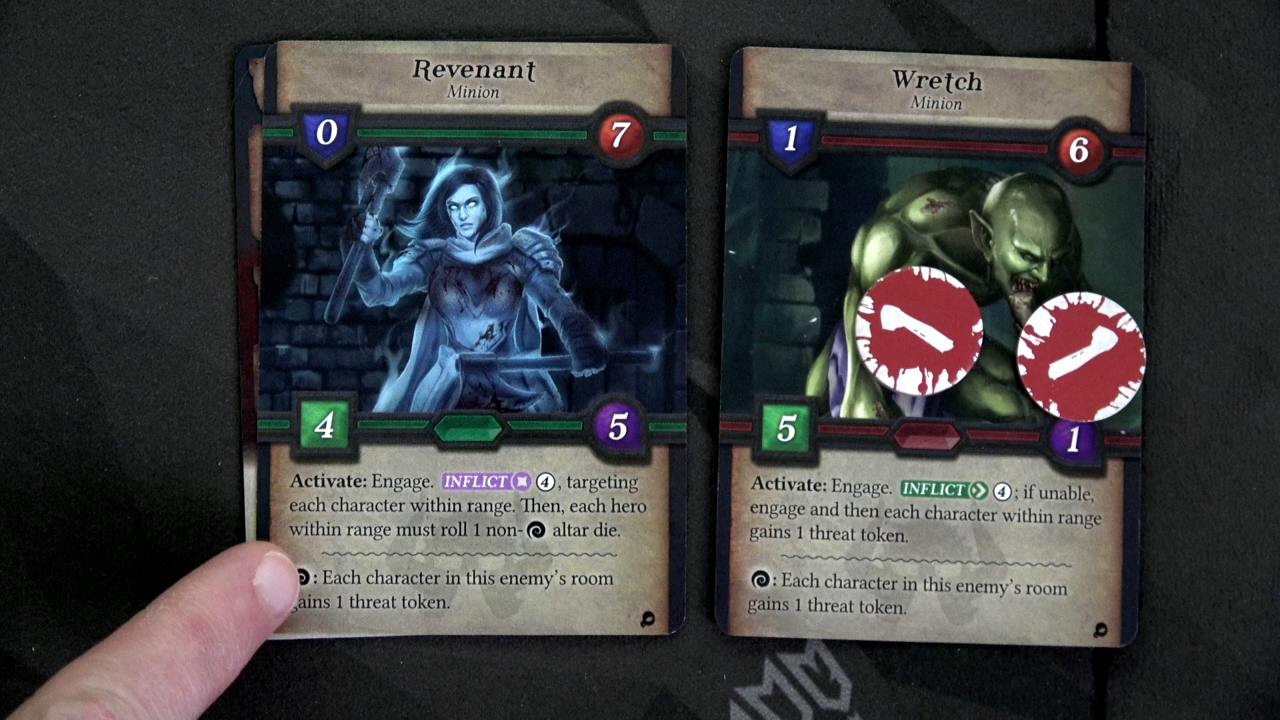 Revenant
Minion
0
7
4
5
Activate: Engage. INFLICT 4, targeting
each character within range. Then, each hero
within range must roll 1 non- altar die.
: Each character in this enemy's room
gains 1 threat token.
Wretch
Minion
1
6
5
1
Activate: Engage. INFLICT 4; if unable,
engage and then each character within range
gains 1 threat token.
: Each character in this enemy's room
gains 1 threat token.